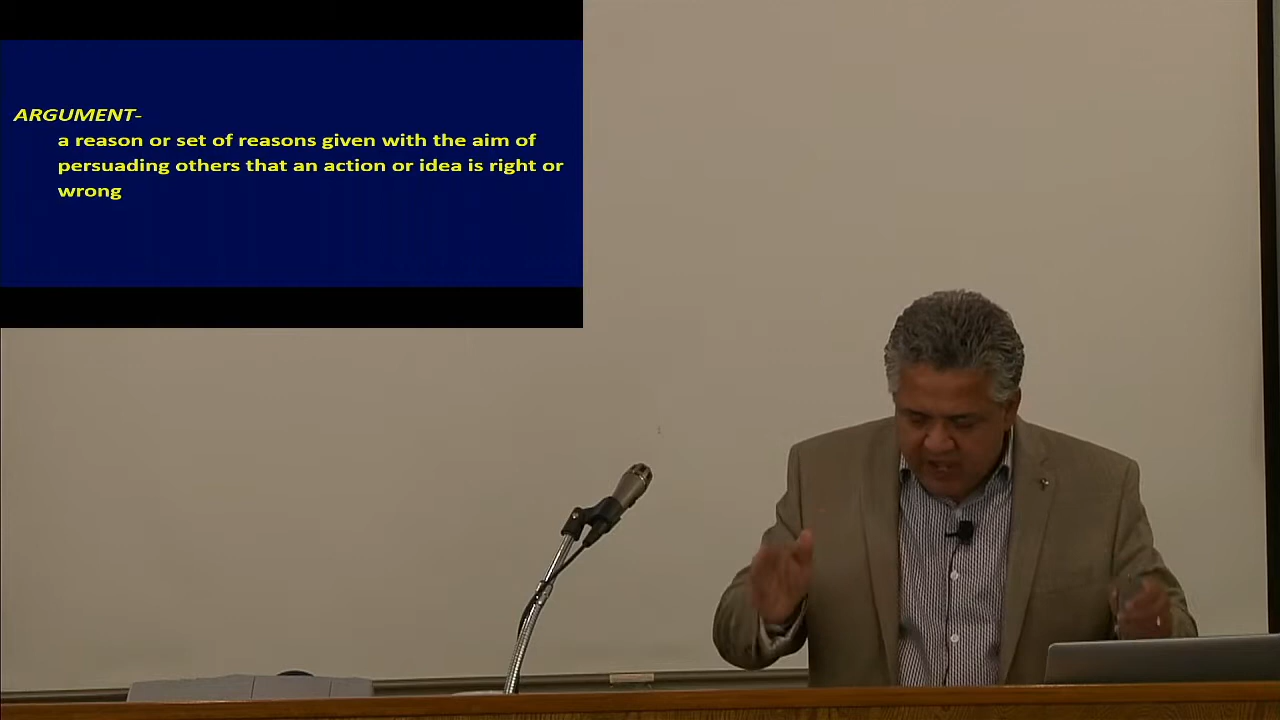 ARGUMENT-
a reason or set of reasons given with the aim of
persuading others that an action or idea is right or
wrong